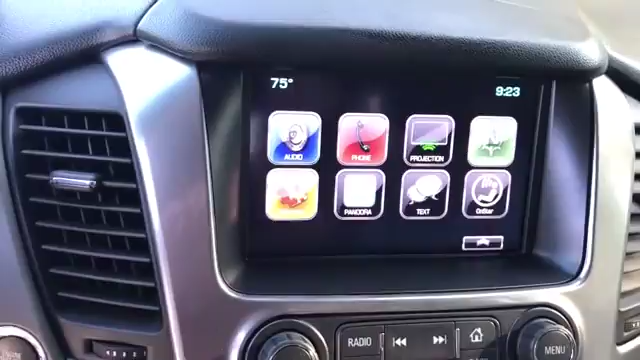 75°
9:23
AUDIO
PHONE
PROJECTION
PANDORA
TEXT
OnStar
RADIO
MENU